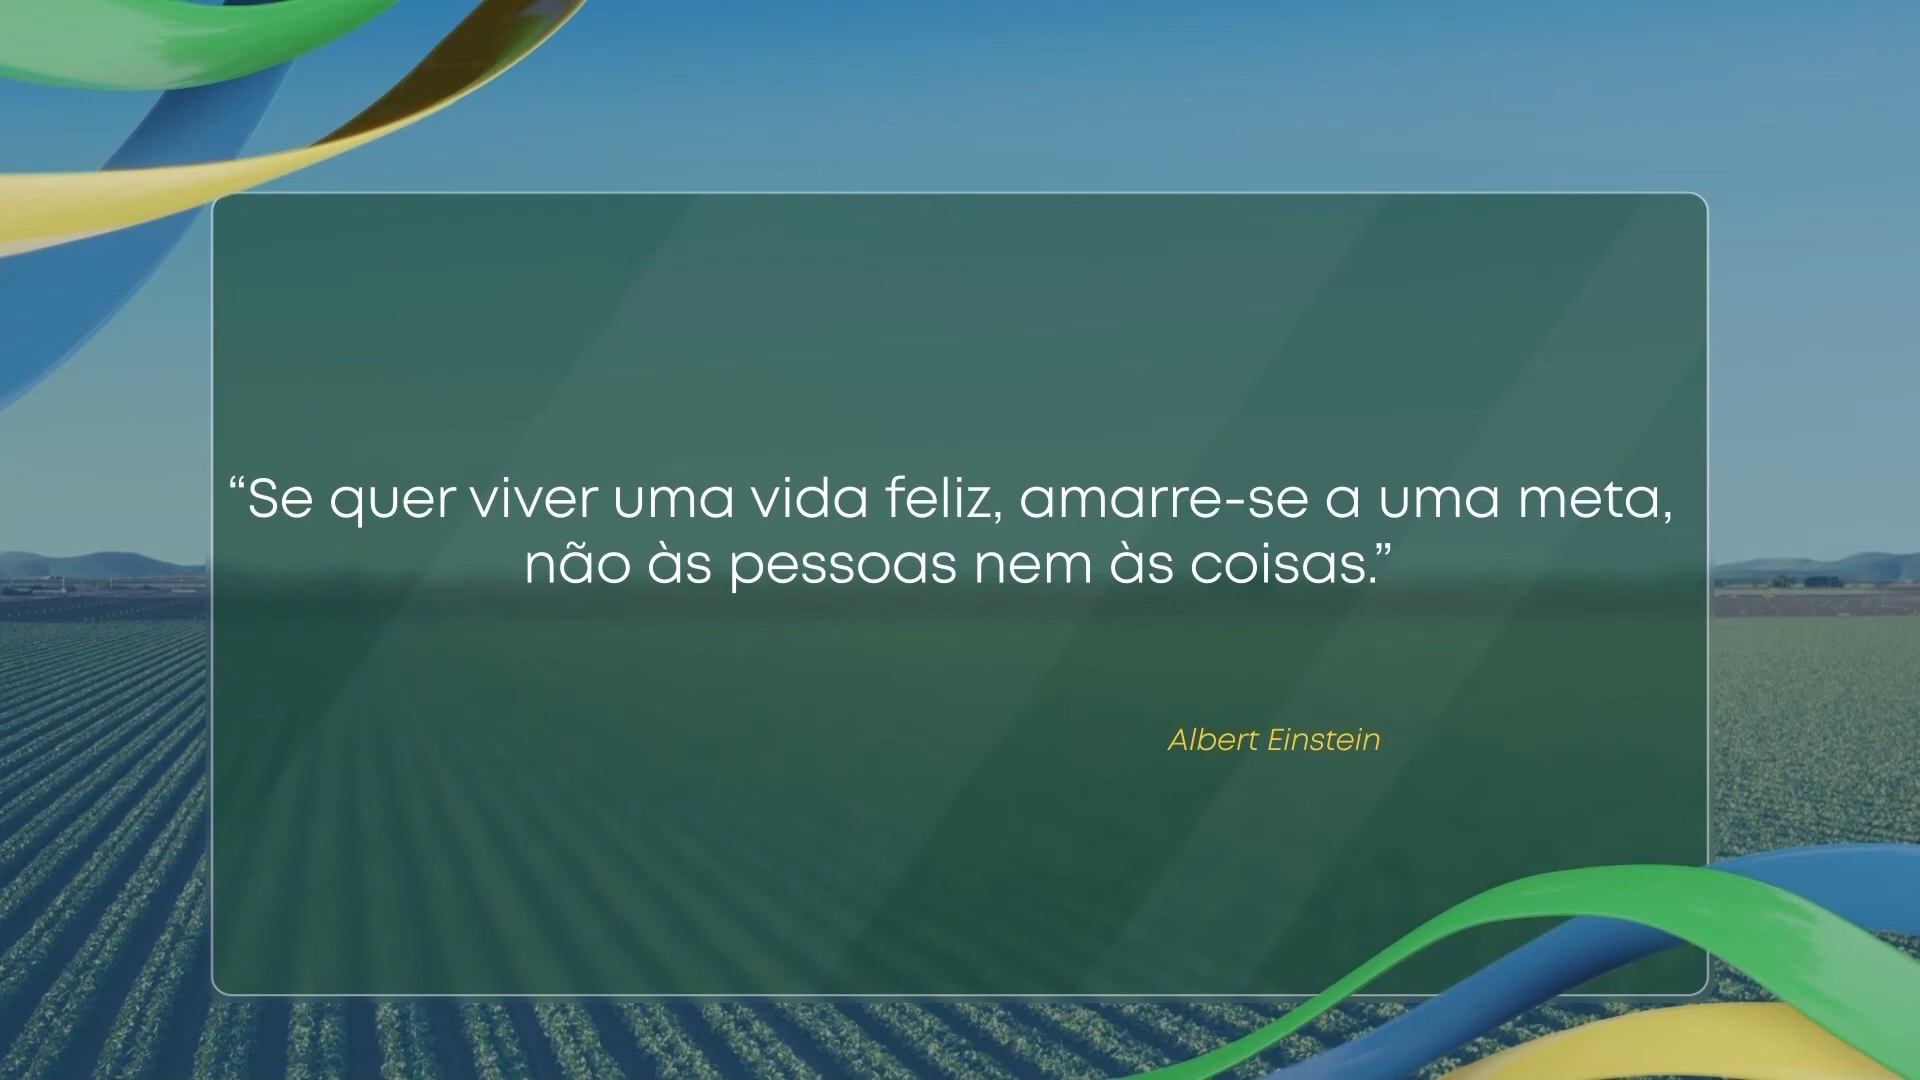 “Se quer viver uma vida feliz, amarre-se a uma meta,
não às pessoas nem às coisas.”
Albert Einstein